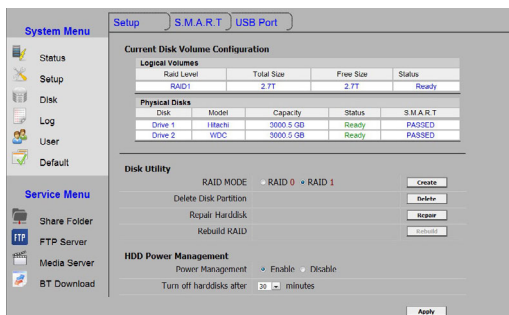 Setup S.M.A.R.T USB Port
System Menu
Status
Setup
Disk
Log
User
Default
Service Menu
Share Folder
FTP FTP Server
Media Server
BT Download
Current Disk Volume Configuration
Logical Volumes
Raid Level Total Size Free Size Status
RAID1 2.7T 2.7T Ready
Physical Disks
Disk Model Capacity Status S.M.A.R.T
Drive 1 Hitachi 3000.5 GB Ready PASSED
Drive 2 WDC 3000.5 GB Ready PASSED
Disk Utility
RAID MODE RAID 0 RAID 1 Create
Delete Disk Partition Delete
Repair Harddisk Repair
Rebuild RAID Rebuild
HDD Power Management
Power Management Enable Disable
Turn off harddisks after 30 minutes
Apply